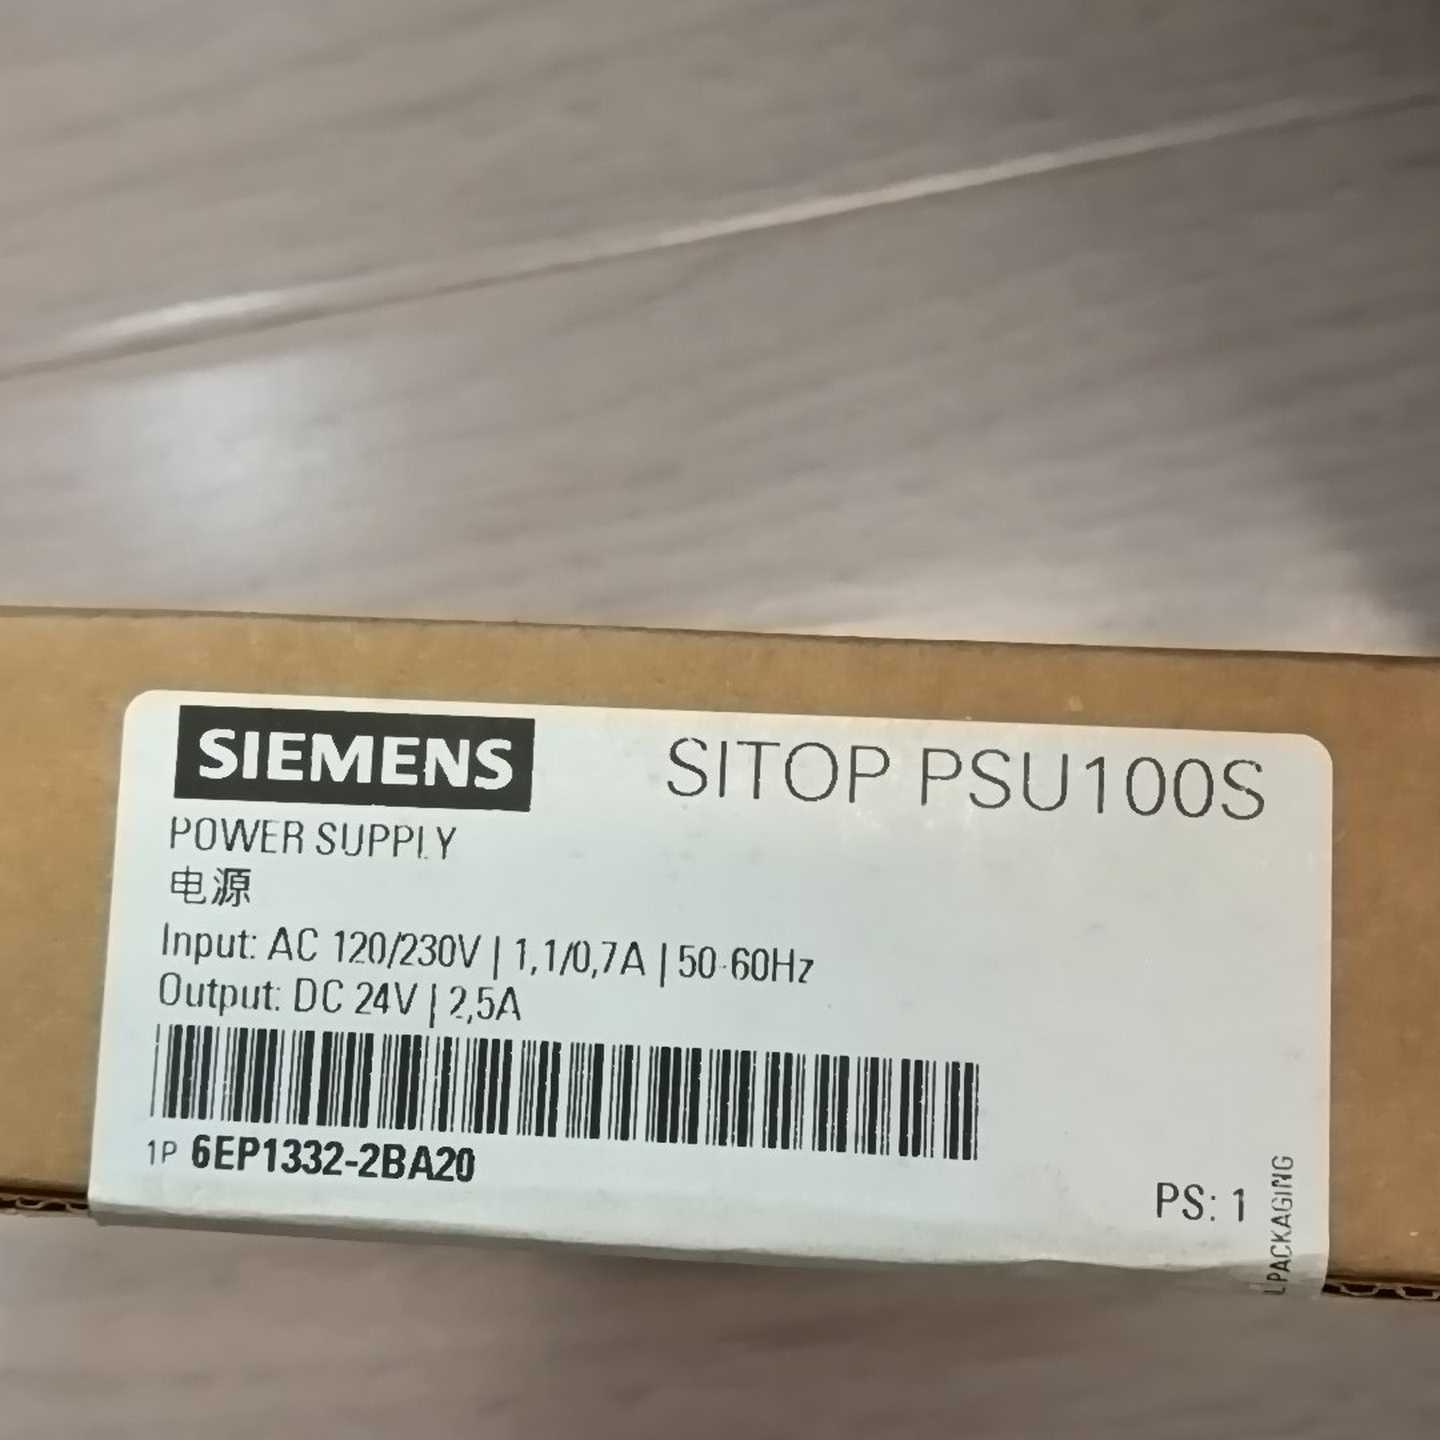 SIEMENS SITOP PSU100S
POWER SUPPLY
电源
Input: AC 120/230V | 1,1/0,7A | 50-60Hz
Output: DC 24V | 2,5A
1P 6EP1332-2BA20
PS: 1
PACKAGING